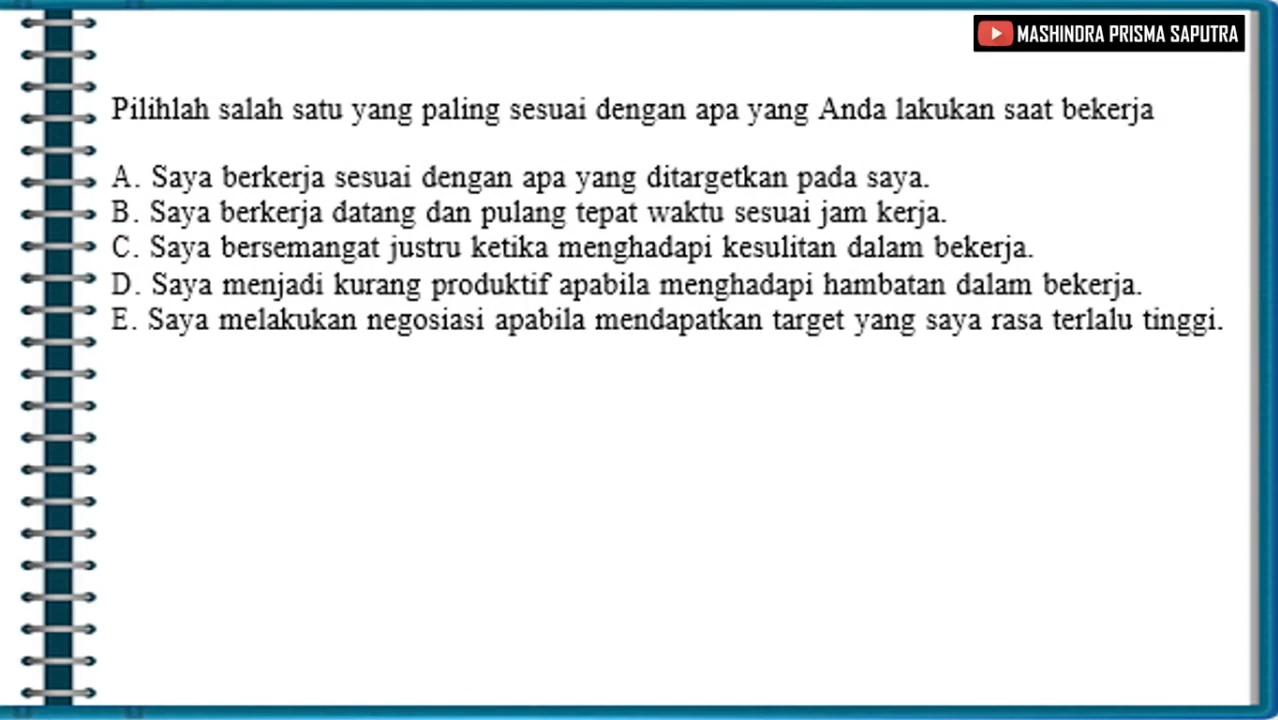 MASHINDRA PRISMA SAPUTRA
Pilihlah salah satu yang paling sesuai dengan apa yang Anda lakukan saat bekerja
A. Saya berkerja sesuai dengan apa yang ditargetkan pada saya.
B. Saya berkerja datang dan pulang tepat waktu sesuai jam kerja.
C. Saya bersemangat justru ketika menghadapi kesulitan dalam bekerja.
D. Saya menjadi kurang produktif apabila menghadapi hambatan dalam bekerja.
E. Saya melakukan negosiasi apabila mendapatkan target yang saya rasa terlalu tinggi.